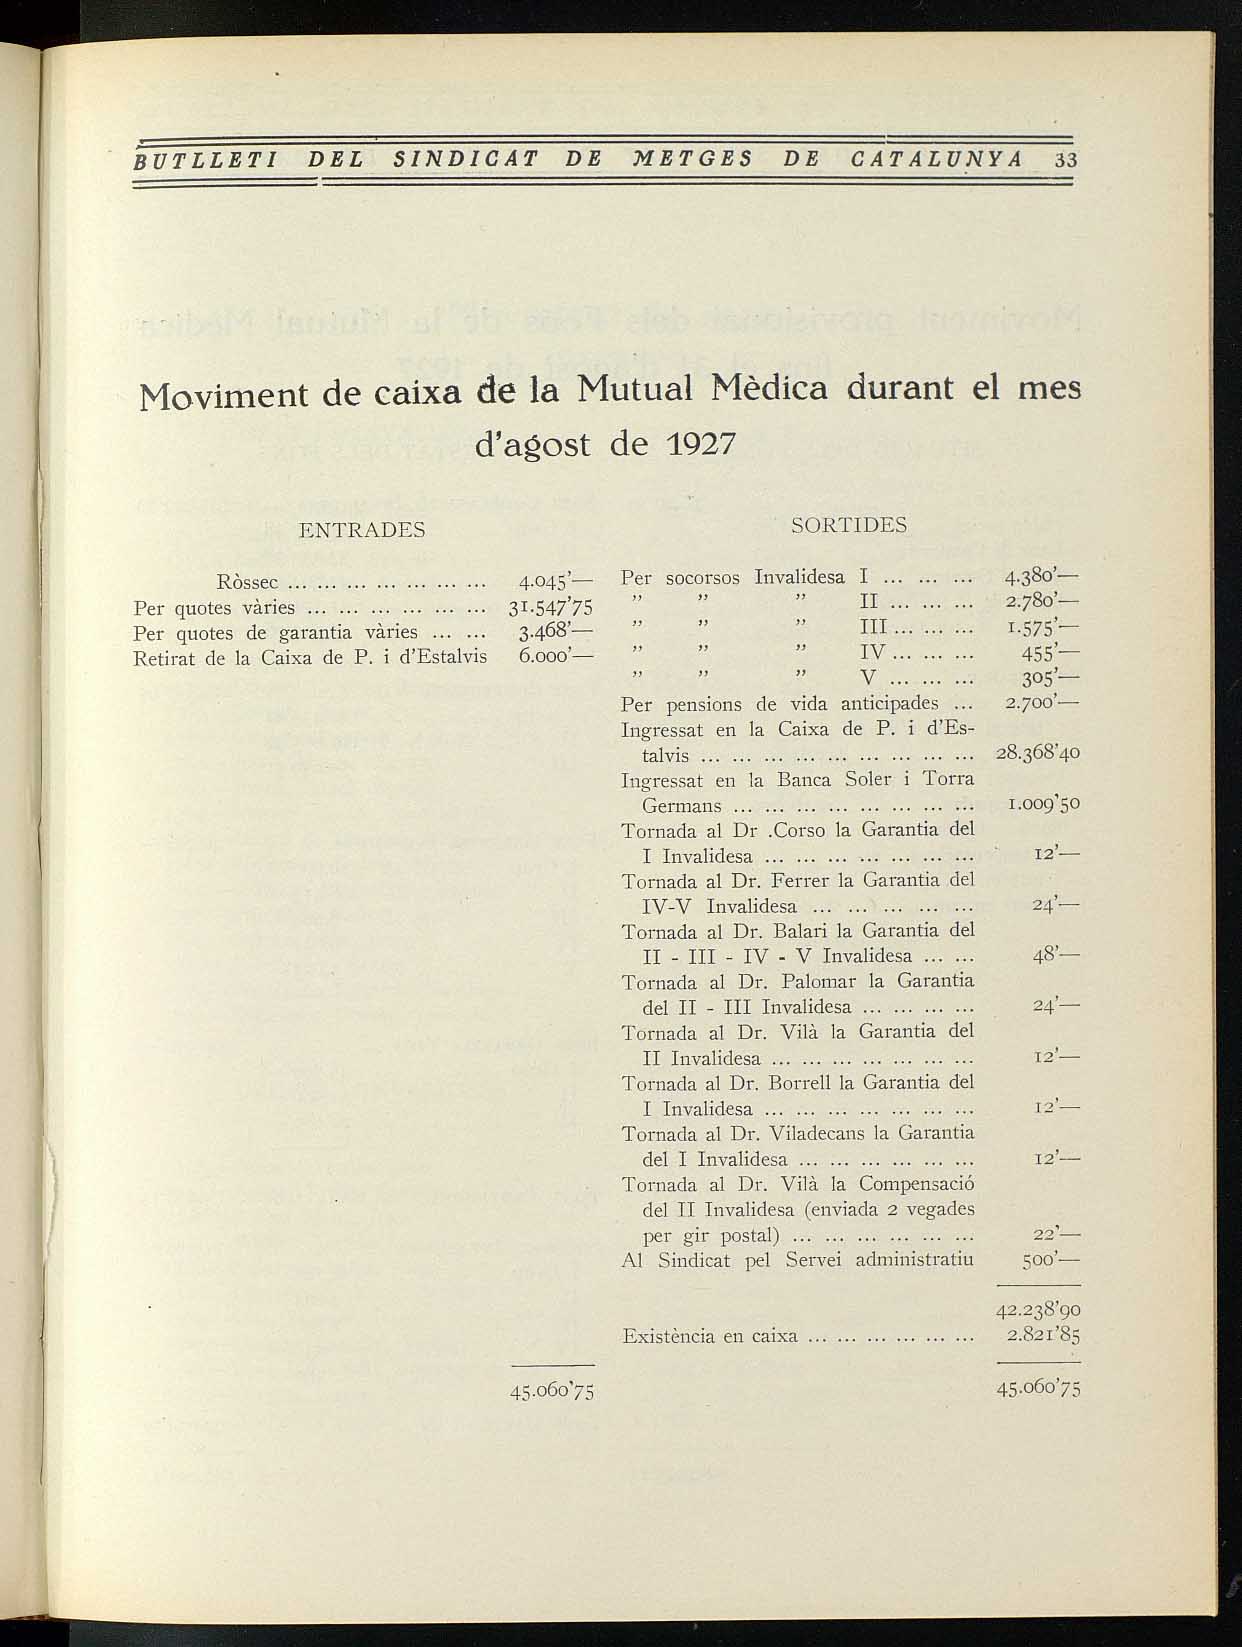 BUTLLETI DEL SINDICAT DE METGES DE CATALUNYA 33
Moviment de caixa de la Mutual Mèdica durant el mes
d'agost de 1927
ENTRADES
Ròssec ... ... ... ... ... ... ... 4.045'—
Per quotes vàries ... ... ... ... ... ... 31.547'75
Per quotes de garantia vàries ... ... 3.468'—
Retirat de la Caixa de P. i d'Estalvis 6.000'—
45.060'75
SORTIDES
Per socorsos Invalidesa I ... ... ... 4.380'—
" " " II ... ... ... 2.780'—
" " " III ... ... ... 1.575'—
" " " IV ... ... ... 455'—
" " " V ... ... ... 305'—
Per pensions de vida anticipades ... 2.700'—
Ingressat en la Caixa de P. i d'Es-
talvis ... ... ... ... ... ... ... ... ... 28.368'40
Ingressat en la Banca Soler i Torra
Germans ... ... ... ... ... ... ... ... 1.009'50
Tornada al Dr .Corso la Garantia del
I Invalidesa ... ... ... ... ... ... ... 12'—
Tornada al Dr. Ferrer la Garantia del
IV-V Invalidesa ... ... ... ... ... 24'—
Tornada al Dr. Balari la Garantia del
II - III - IV - V Invalidesa ... ... 48'—
Tornada al Dr. Palomar la Garantia
del II - III Invalidesa ... ... ... ... 24'—
Tornada al Dr. Vilà la Garantia del
II Invalidesa ... ... ... ... ... ... ... 12'—
Tornada al Dr. Borrell la Garantia del
I Invalidesa ... ... ... ... ... ... ... 12'—
Tornada al Dr. Viladecans la Garantia
del I Invalidesa ... ... ... ... ... ... 12'—
Tornada al Dr. Vilà la Compensació
del II Invalidesa (enviada 2 vegades
per gir postal) ... ... ... ... ... ... 22'—
Al Sindicat pel Servei administratiu 500'—
42.238'90
Existència en caixa ... ... ... ... ... ... 2.821'85
45.060'75